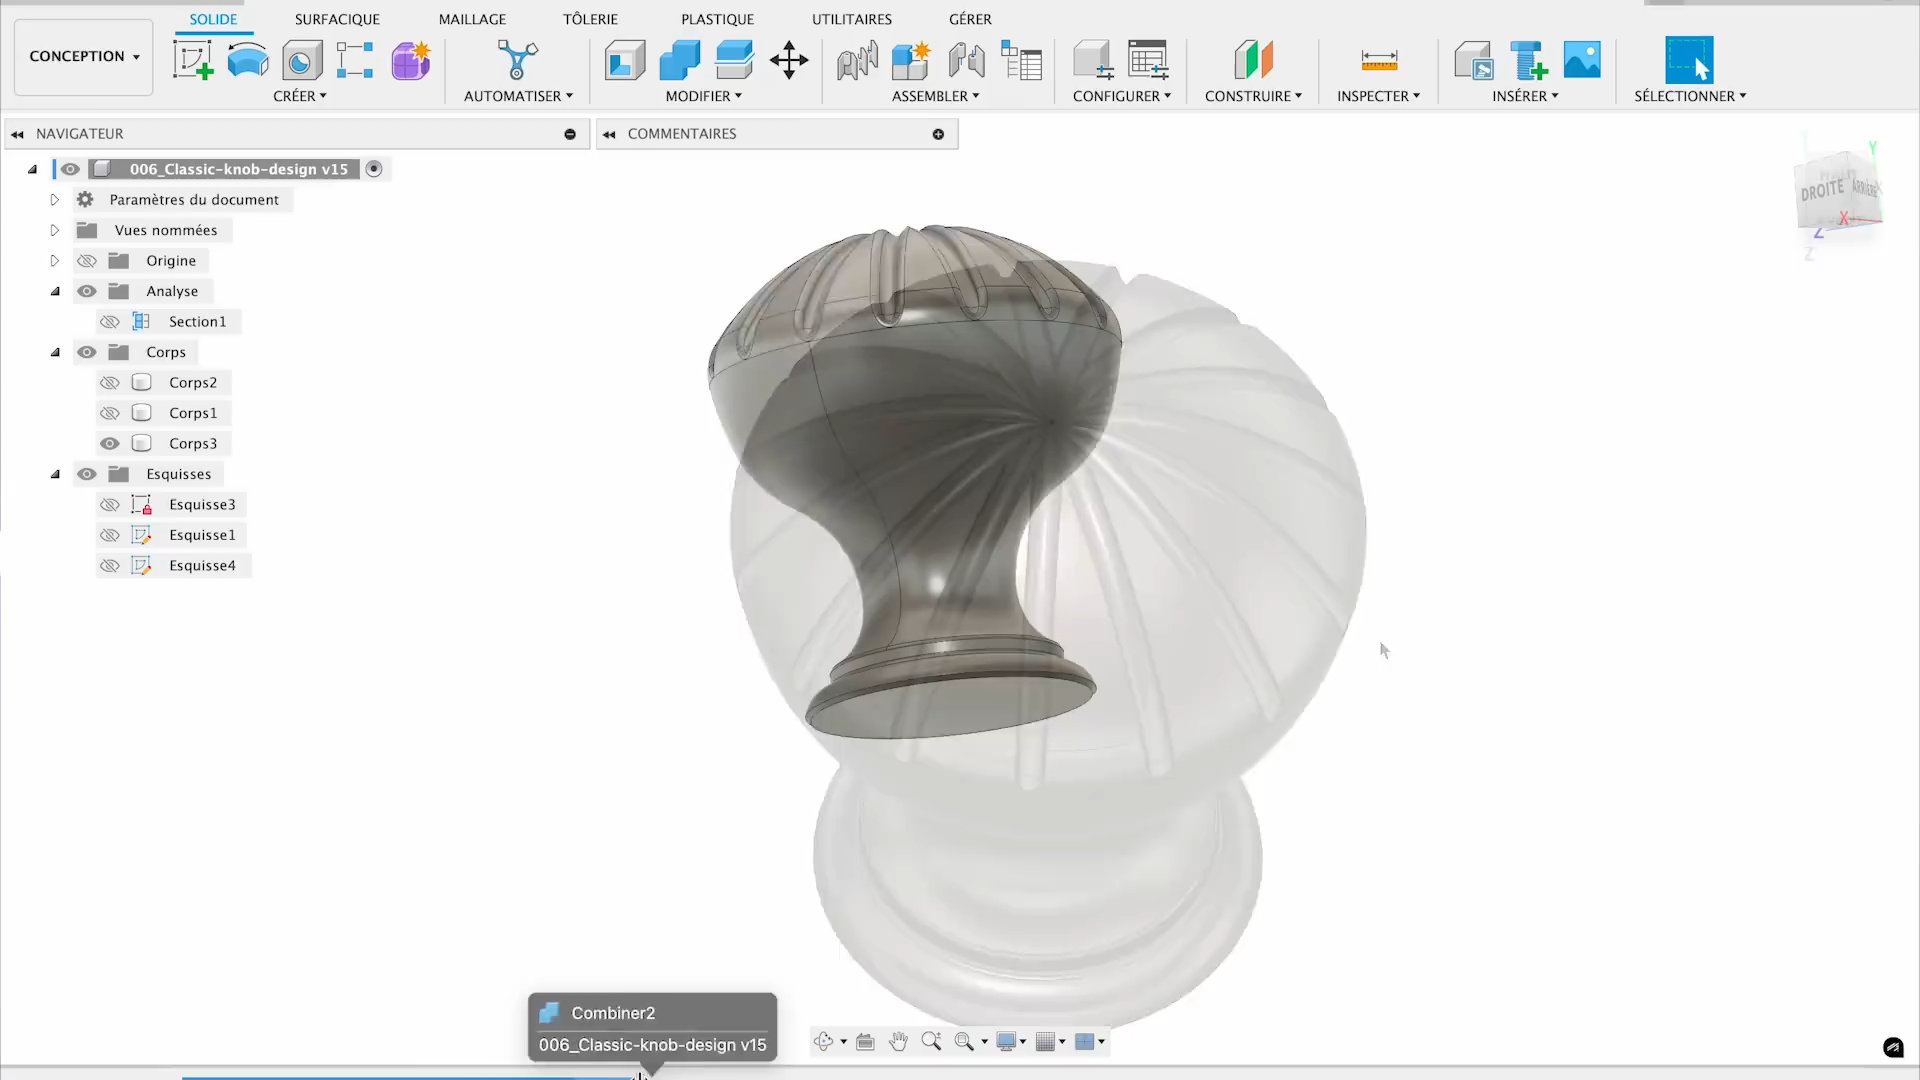 CONCEPTION
SOLIDE SURFACIQUE MAILLAGE TÔLERIE PLASTIQUE UTILITAIRES GÉRER
CRÉER AUTOMATISER MODIFIER ASSEMBLER CONFIGURER CONSTRUIRE INSPECTER INSÉRER SÉLECTIONNER
NAVIGATEUR
COMMENTAIRES
006_Classic-knob-design v15
Paramètres du document
Vues nommées
Origine
Analyse
Section1
Corps
Corps2
Corps1
Corps3
Esquisses
Esquisse3
Esquisse1
Esquisse4
Y
DROITE ARRIÈRE
X
Z
Z
Combiner2
006_Classic-knob-design v15